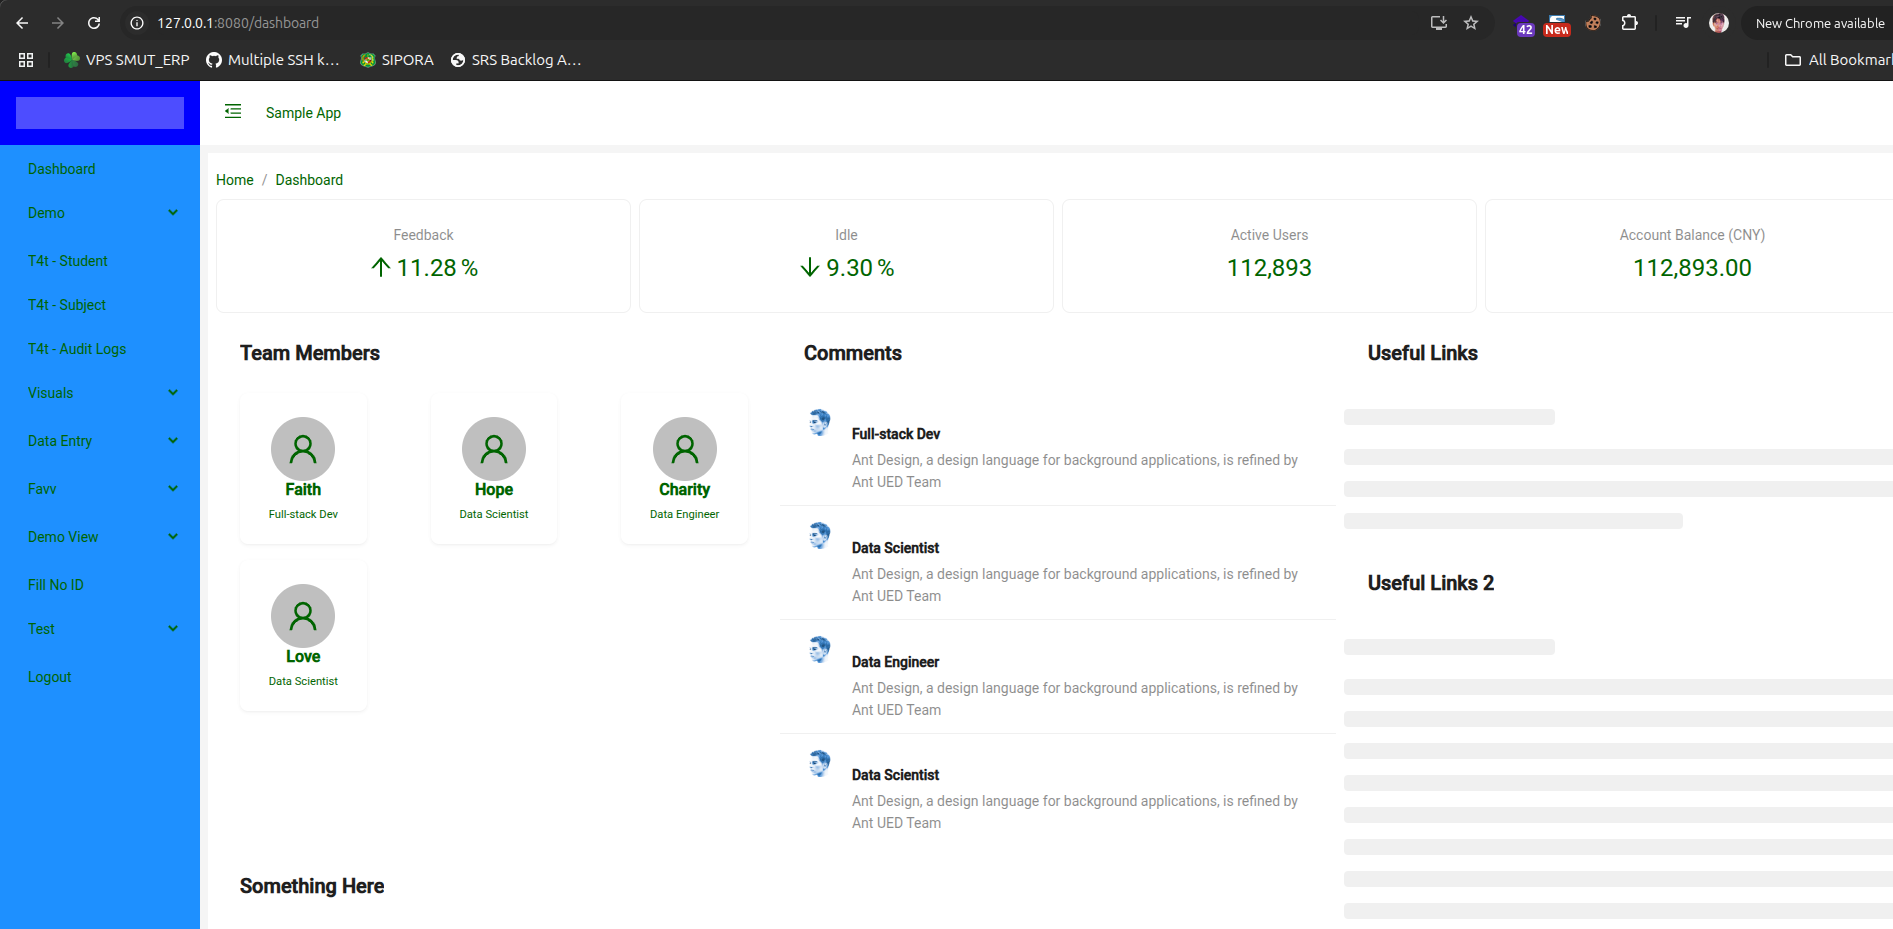 127.0.0.1:8080/dashboard
42
New
New Chrome available
VPS SMUT_ERP
Multiple SSH k...
SIPORA
SRS Backlog A...
All Bookmar
Sample App
Dashboard
Demo
T4t - Student
T4t - Subject
T4t - Audit Logs
Visuals
Data Entry
Favv
Demo View
Fill No ID
Test
Logout
Home / Dashboard
Feedback
11.28 %
Idle
9.30 %
Active Users
112,893
Account Balance (CNY)
112,893.00
Team Members
Faith
Full-stack Dev
Hope
Data Scientist
Charity
Data Engineer
Love
Data Scientist
Comments
Full-stack Dev
Ant Design, a design language for background applications, is refined by
Ant UED Team
Data Scientist
Ant Design, a design language for background applications, is refined by
Ant UED Team
Data Engineer
Ant Design, a design language for background applications, is refined by
Ant UED Team
Data Scientist
Ant Design, a design language for background applications, is refined by
Ant UED Team
Useful Links
Useful Links 2
Something Here